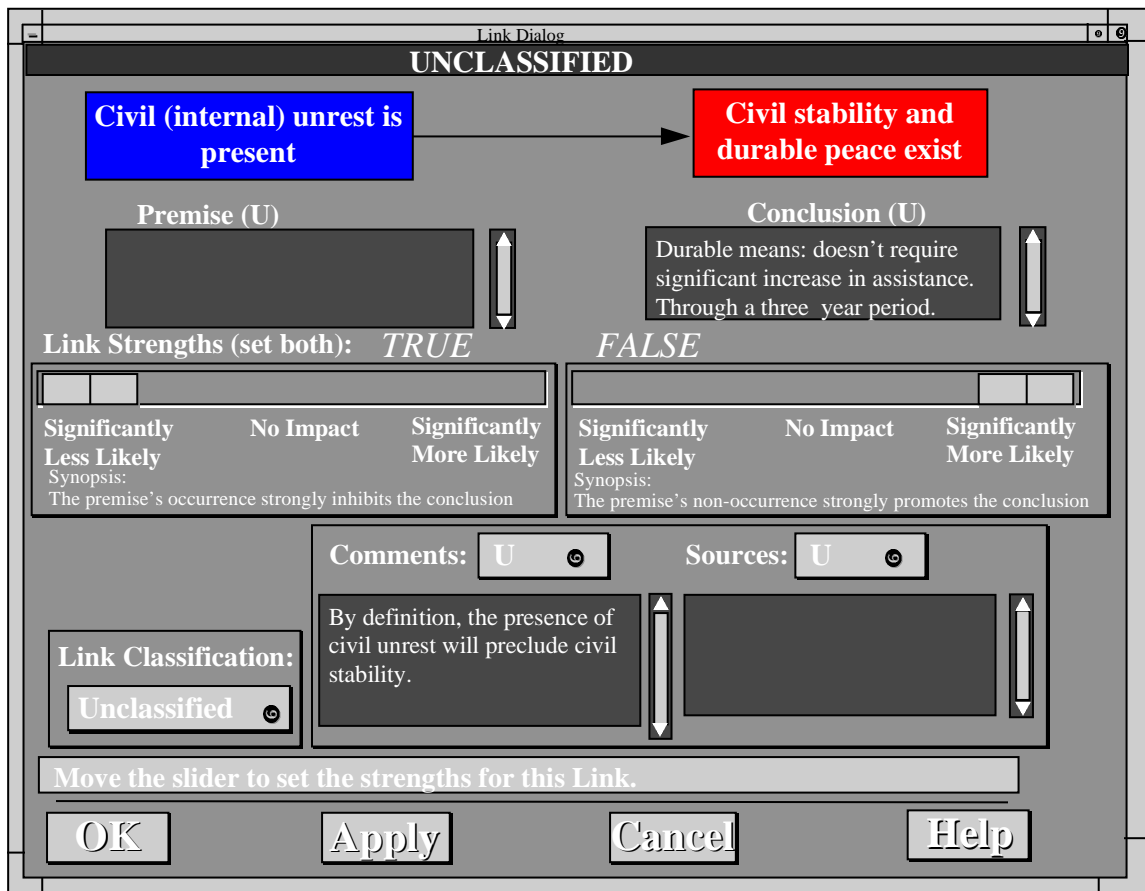 Link Dialog
UNCLASSIFIED
Civil (internal) unrest is
present
Civil stability and
durable peace exist
Premise (U)
Conclusion (U)
Durable means: doesn’t require
significant increase in assistance.
Through a three  year period.
Link Strengths (set both):
TRUE
FALSE
Significantly
Less Likely
No Impact
Significantly
More Likely
Synopsis:
The premise’s occurrence strongly inhibits the conclusion
Significantly
Less Likely
No Impact
Significantly
More Likely
Synopsis:
The premise’s non-occurrence strongly promotes the conclusion
Comments:
U
Sources:
U
By definition, the presence of
civil unrest will preclude civil
stability.
Link Classification:
Unclassified
Move the slider to set the strengths for this Link.
OK
Apply
Cancel
Help